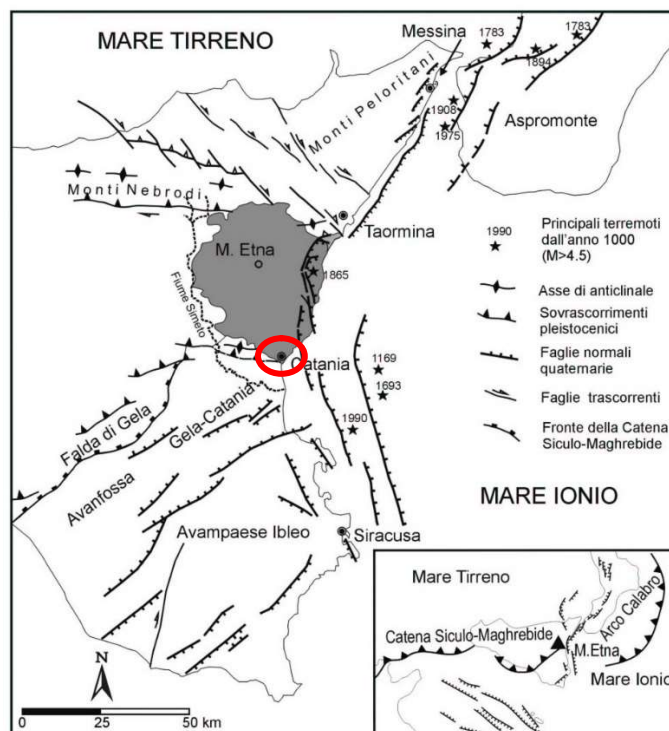 MARE TIRRENO
Messina
1783
1783
1894
1908
1975
Monti Peloritani
Aspromonte
Monti Nebrodi
Taormina
M. Etna
1865
Fiume Simeto
Catania
1169
1693
1990
Falda di Gela
Gela-Catania
Avanfossa
Avampaese Ibleo
Siracusa
MARE IONIO
1990
Principali terremoti
dall'anno 1000
(M>4.5)
Asse di anticlinale
Sovrascorrimenti
pleistocenici
Faglie normali
quaternarie
Faglie trascorrenti
Fronte della Catena
Siculo-Maghrebide
N
0 50 km
Mare Tirreno
Arco Calabro
Catena Siculo-Maghrebide
M.Etna
Mare Ionio